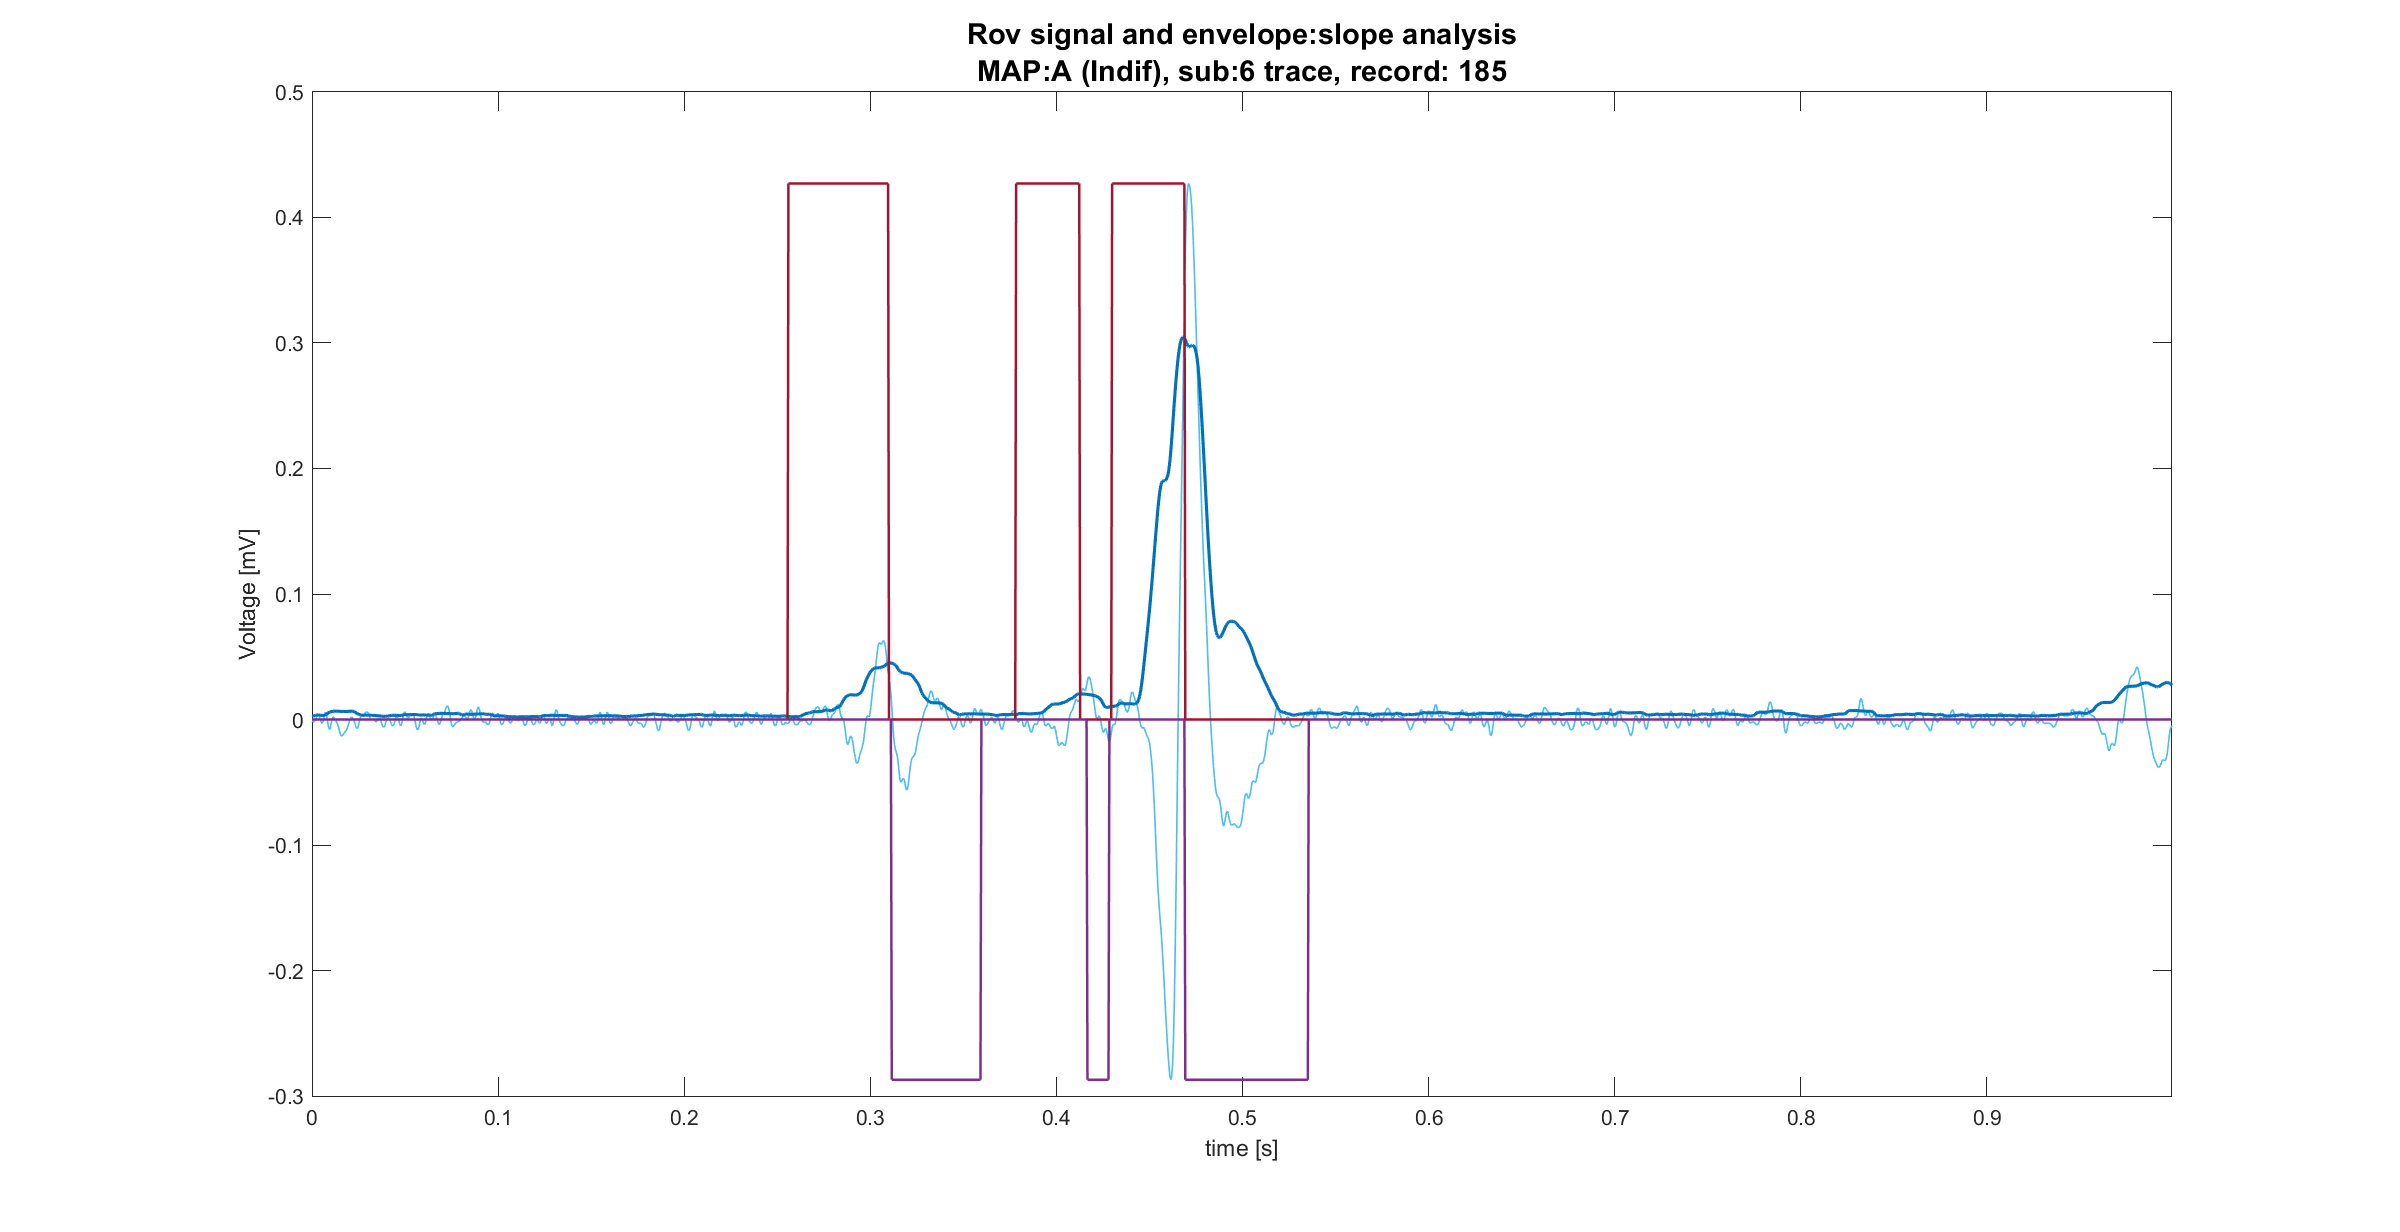 Rov signal and envelope:slope analysis
MAP:A (Indif), sub:6 trace, record: 185
0.5
0.4
0.3
0.2
0.1
0
-0.1
-0.2
-0.3
Voltage [mV]
0 0.1 0.2 0.3 0.4 0.5 0.6 0.7 0.8 0.9
time [s]